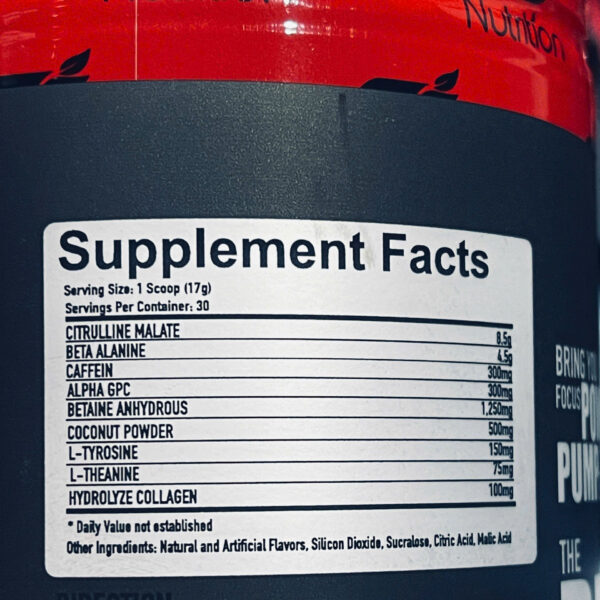 Nutrition
Supplement Facts
Serving Size: 1 Scoop (17g)
Servings Per Container: 30
CITRULLINE MALATE 8.5g
BETA ALANINE 4.5g
CAFFEIN 300mg
ALPHA GPC 300mg
BETAINE ANHYDROUS 1,250mg
COCONUT POWDER 500mg
L-TYROSINE 150mg
L-THEANINE 75mg
HYDROLYZE COLLAGEN 100mg
* Daily Value not established
Other Ingredients: Natural and Artificial Flavors, Silicon Dioxide, Sucralose, Citric Acid, Malic Acid
BRING
FOCUS
PUMP
THE
DIRECTION